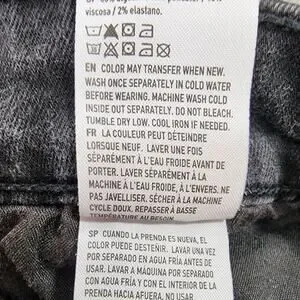 viscosa / 2% elastano.
EN COLOR MAY TRANSFER WHEN NEW.
WASH ONCE SEPARATELY IN COLD WATER
BEFORE WEARING. MACHINE WASH COLD
INSIDE OUT SEPARATELY. DO NOT BLEACH.
TUMBLE DRY LOW. COOL IRON IF NEEDED.
FR LA COULEUR PEUT DÉTEINDRE
LORSQUE NEUF. LAVER UNE FOIS
SÉPARÉMENT À L'EAU FROIDE AVANT DE
PORTER. LAVER SÉPARÉMENT À LA
MACHINE À L'EAU FROIDE, À L'ENVERS. NE
PAS JAVELLISER. SÉCHER À LA MACHINE
CYCLE DOUX. REPASSER À BASSE
TEMPÉRATURE AU BESOIN.
SP CUANDO LA PRENDA ES NUEVA, EL
COLOR PUEDE DESTEÑIR. LAVAR UNA VEZ
POR SEPARADO EN AGUA FRÍA ANTES DE
USAR. LAVAR A MÁQUINA POR SEPARADO
EN AGUA FRÍA Y CON EL INTERIOR DE LA
PRENDA HACIA AFUERA. NO USAR